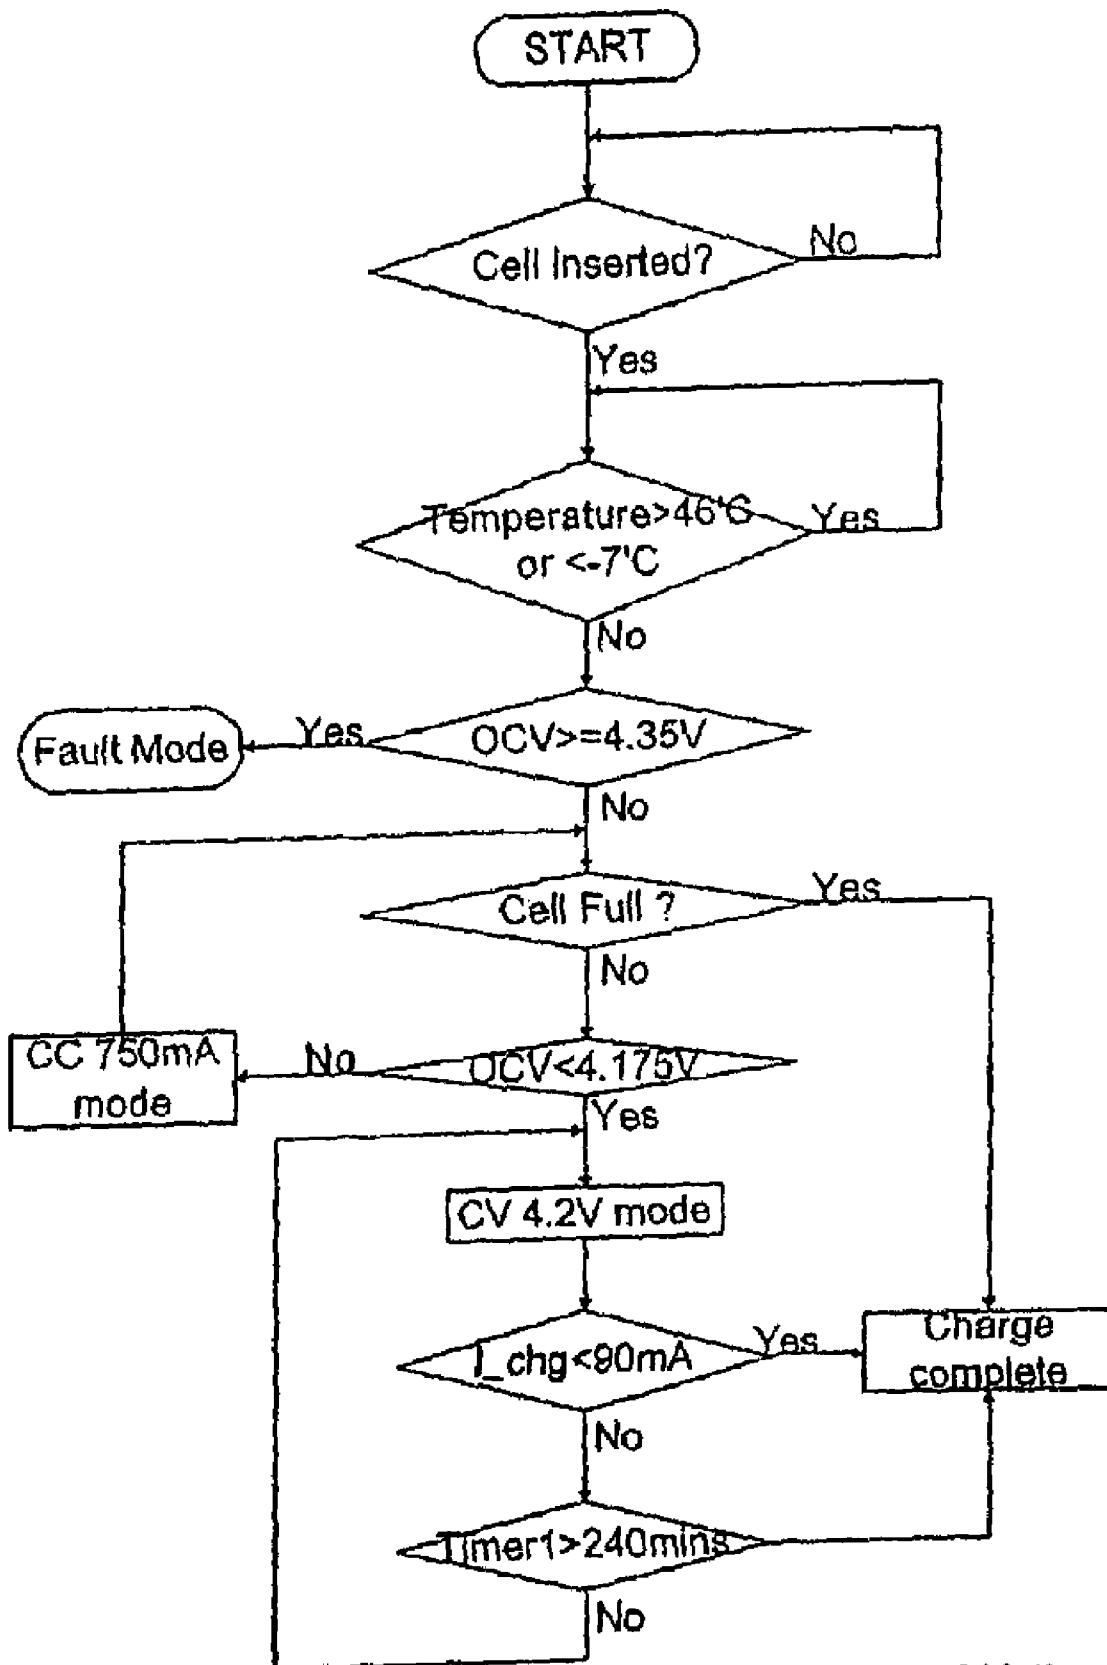 START
Cell Inserted?
No
Yes
Temperature>46'C
or <-7'C
Yes
No
OCV>=4.35V
Yes
Fault Mode
No
Cell Full ?
Yes
No
OCV<4.175V
No
CC 750mA
mode
Yes
CV 4.2V mode
I_chg<90mA
Yes
Charge
complete
No
Timer1>240mins
No